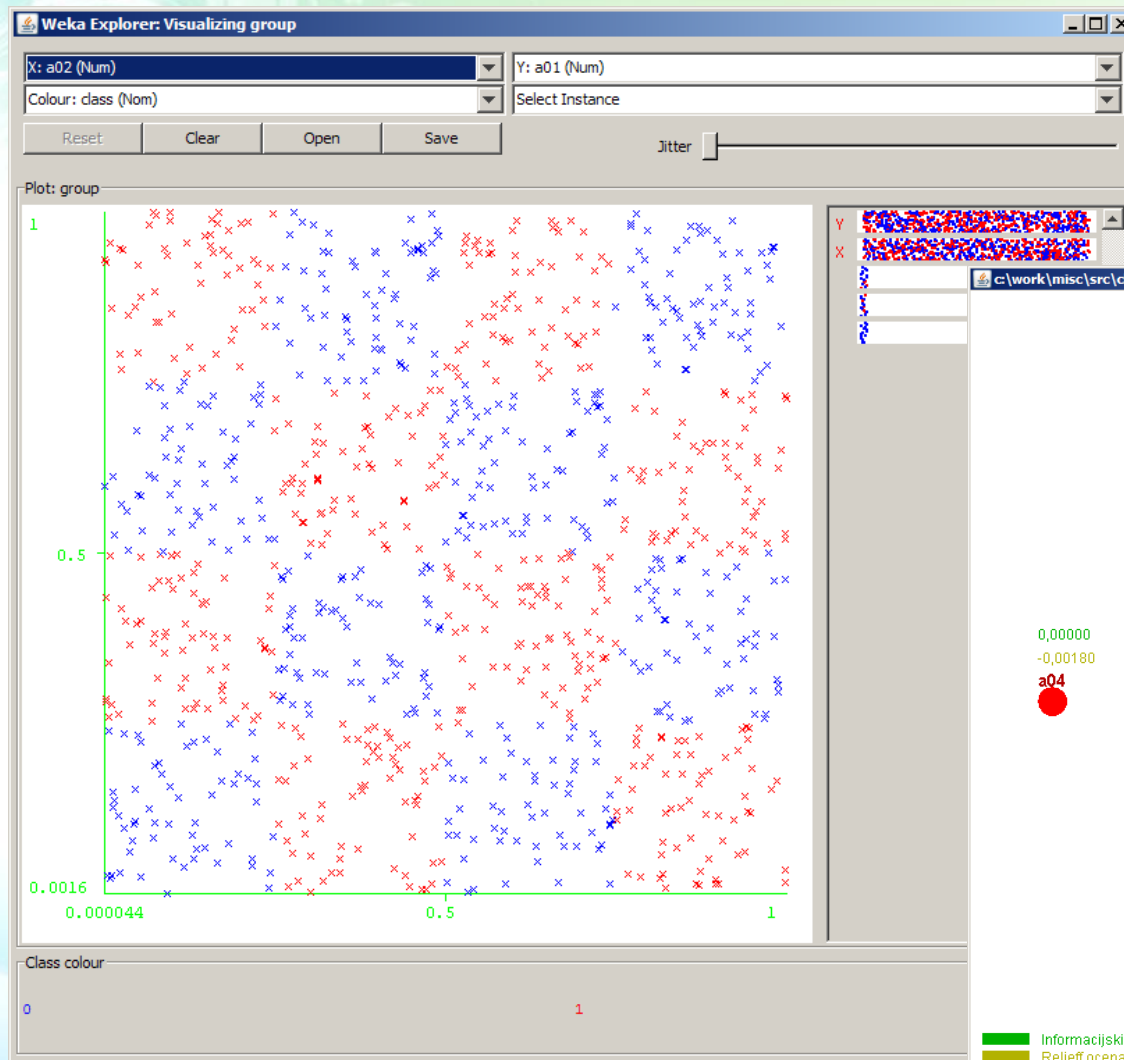 Weka Explorer: Visualizing group
X: a02 (Num)
Y: a01 (Num)
Colour: class (Nom)
Select Instance
Reset
Clear
Open
Save
Jitter
Plot: group
1
0.5
0.0016
0.000044
0.5
1
Y
X
c:\work\misc\src\c
0,00000
-0,00180
a04
Class colour
0
1
Informacijski
Relieff ocena